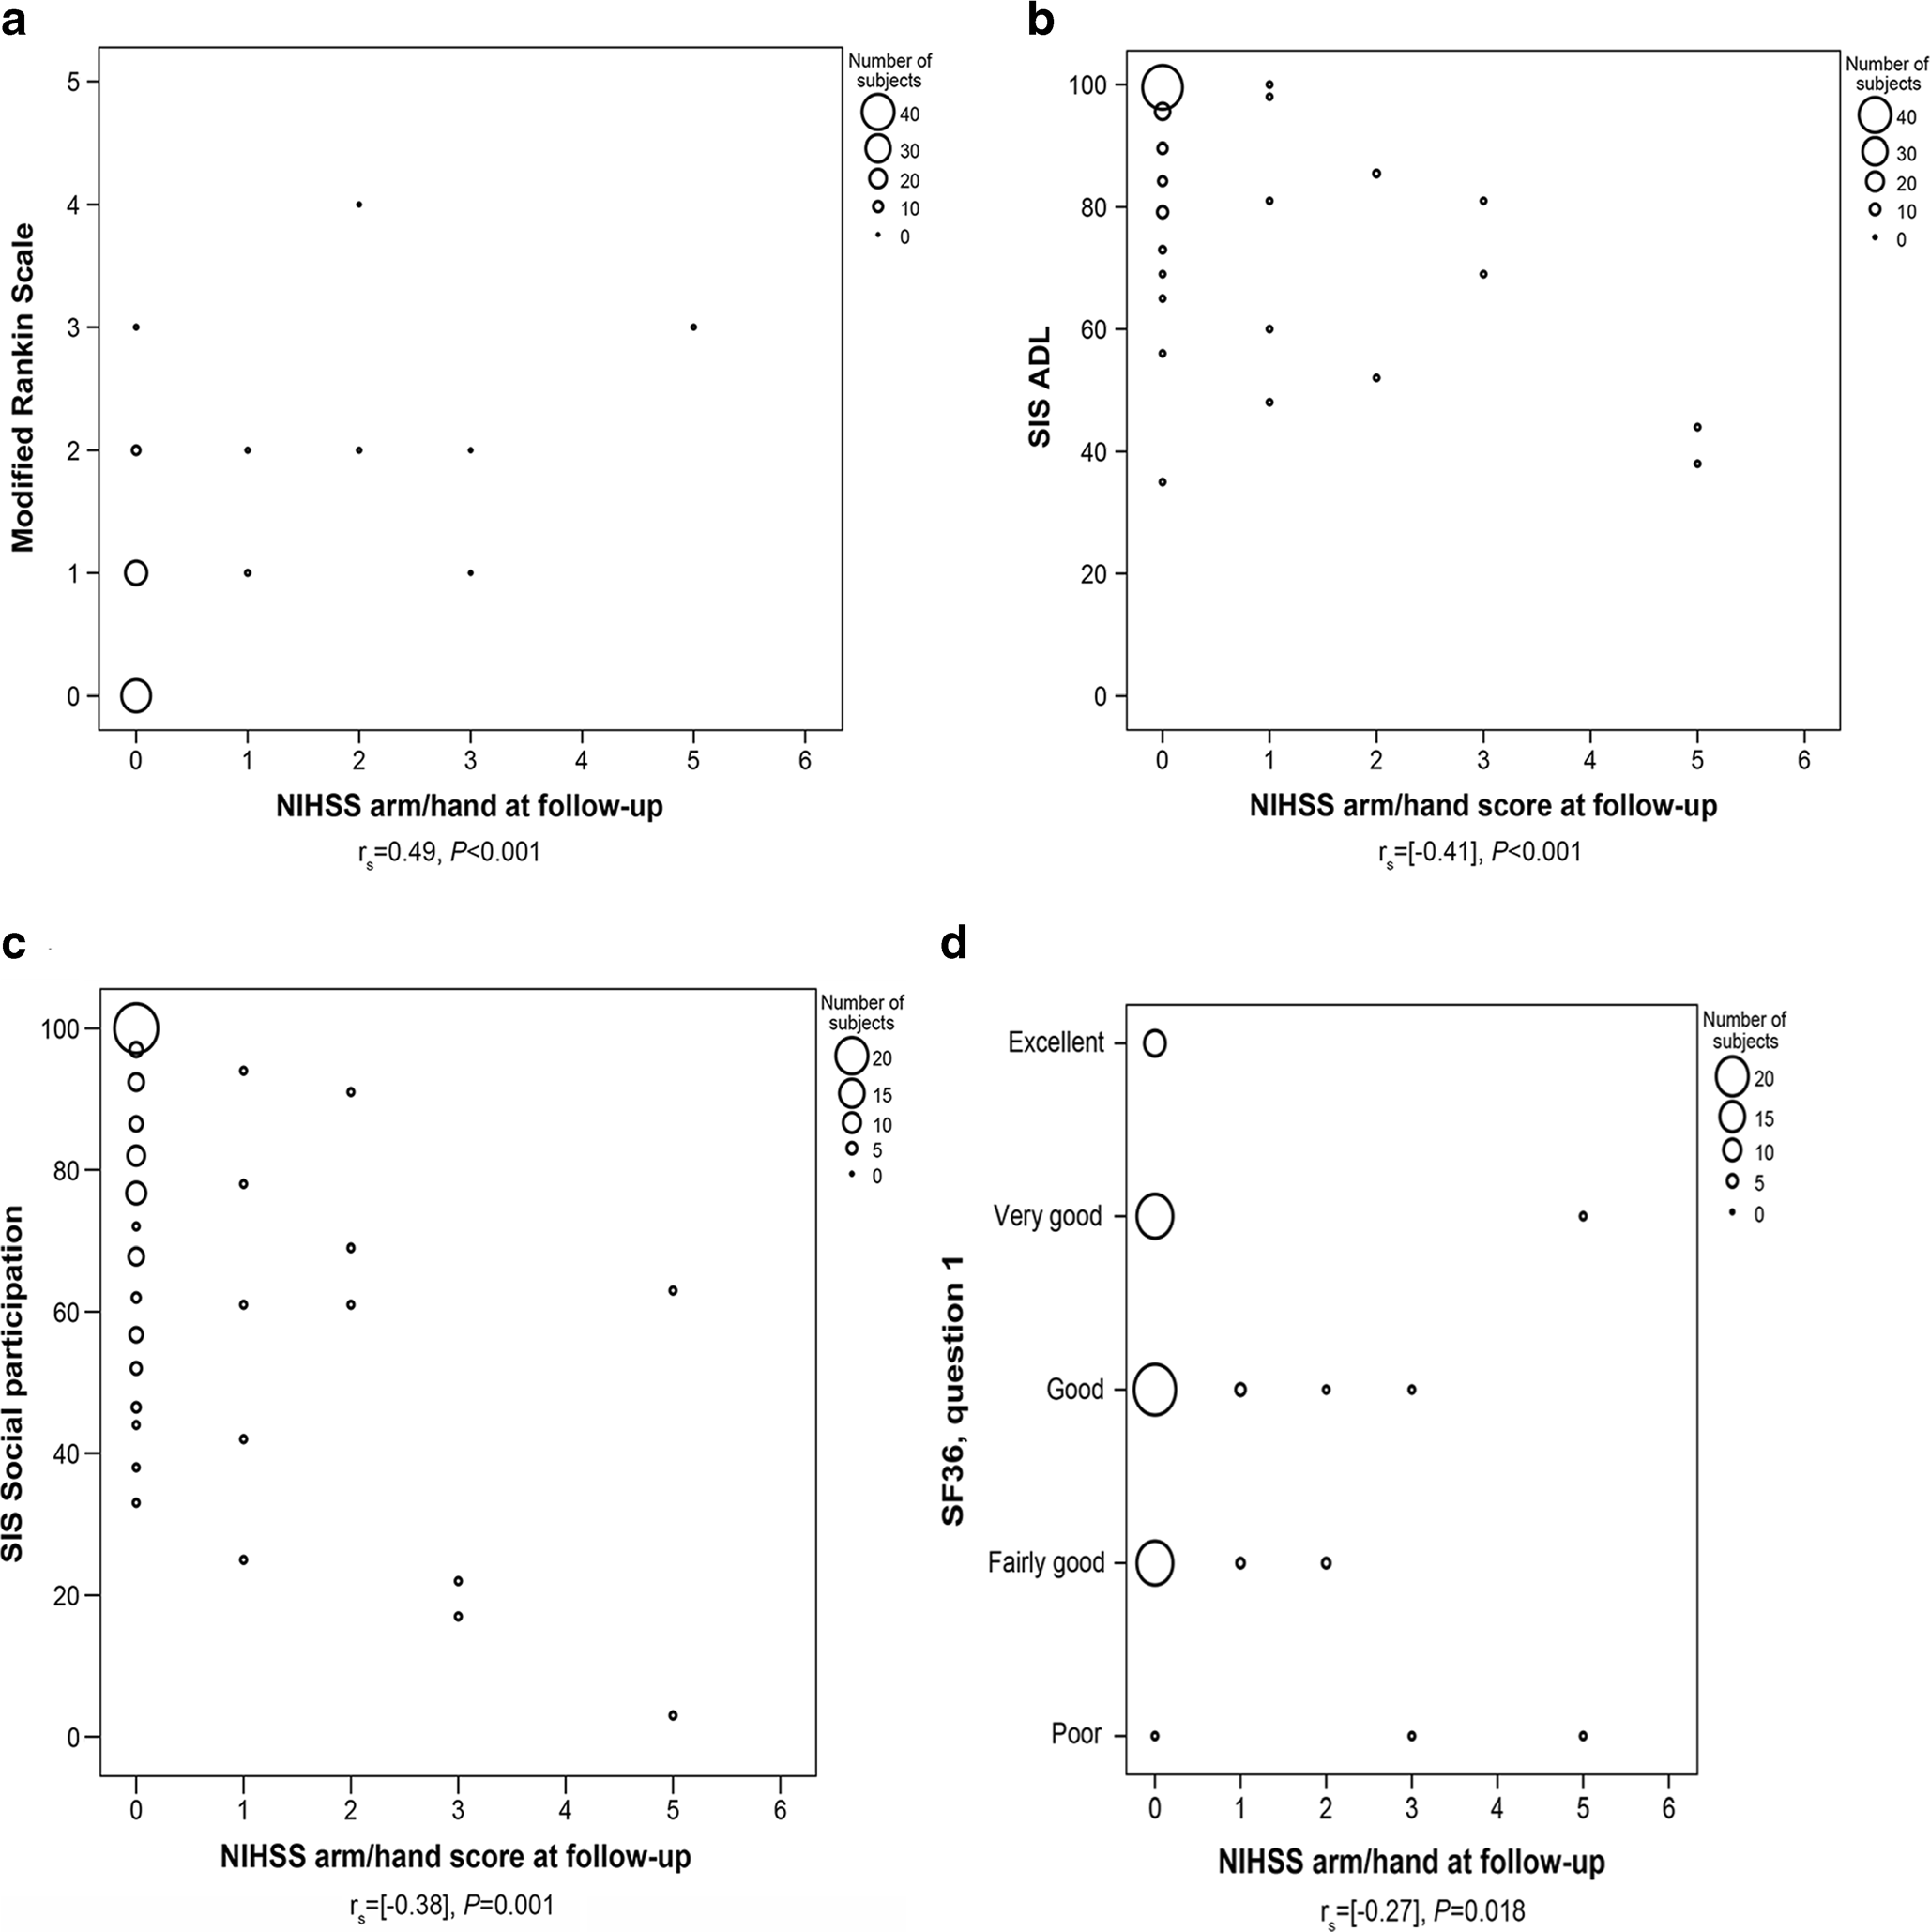 a
Number of
subjects
40
30
20
10
0
5
4
3
2
1
0
Modified Rankin Scale
0 1 2 3 4 5 6
NIHSS arm/hand at follow-up
rs=0.49, P<0.001
b
Number of
subjects
40
30
20
10
0
100
80
60
40
20
0
SIS ADL
0 1 2 3 4 5 6
NIHSS arm/hand score at follow-up
rs=[-0.41], P<0.001
c
Number of
subjects
20
15
10
5
0
100
80
60
40
20
0
SIS Social participation
0 1 2 3 4 5 6
NIHSS arm/hand score at follow-up
rs=[-0.38], P=0.001
d
Number of
subjects
20
15
10
5
0
Excellent
Very good
Good
Fairly good
Poor
SF36, question 1
0 1 2 3 4 5 6
NIHSS arm/hand at follow-up
rs=[-0.27], P=0.018